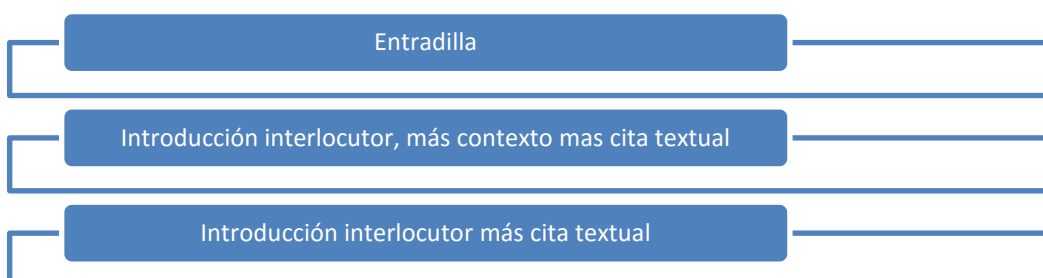 Entradilla
Introducción interlocutor, más contexto mas cita textual
Introducción interlocutor más cita textual